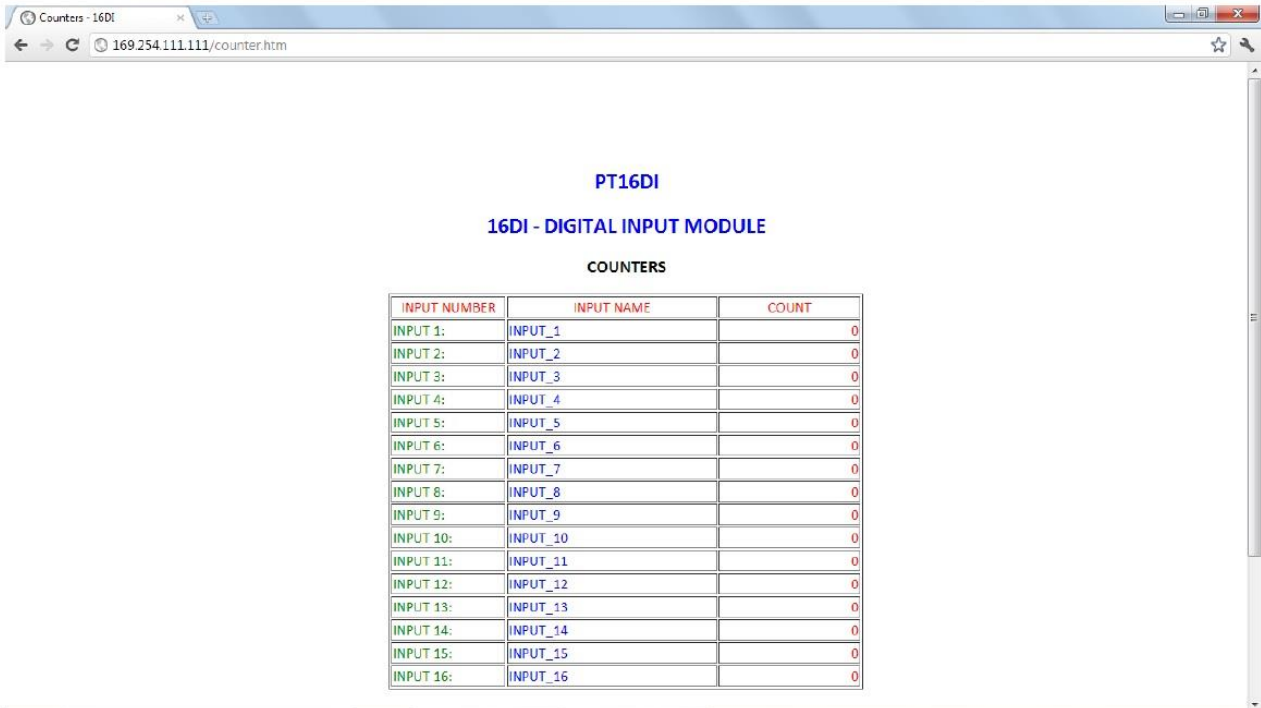 Counters - 16DI
169.254.111.111/counter.htm
PT16DI
16DI - DIGITAL INPUT MODULE
COUNTERS
INPUT NUMBER INPUT NAME COUNT
INPUT 1: INPUT_1 0
INPUT 2: INPUT_2 0
INPUT 3: INPUT_3 0
INPUT 4: INPUT_4 0
INPUT 5: INPUT_5 0
INPUT 6: INPUT_6 0
INPUT 7: INPUT_7 0
INPUT 8: INPUT_8 0
INPUT 9: INPUT_9 0
INPUT 10: INPUT_10 0
INPUT 11: INPUT_11 0
INPUT 12: INPUT_12 0
INPUT 13: INPUT_13 0
INPUT 14: INPUT_14 0
INPUT 15: INPUT_15 0
INPUT 16: INPUT_16 0